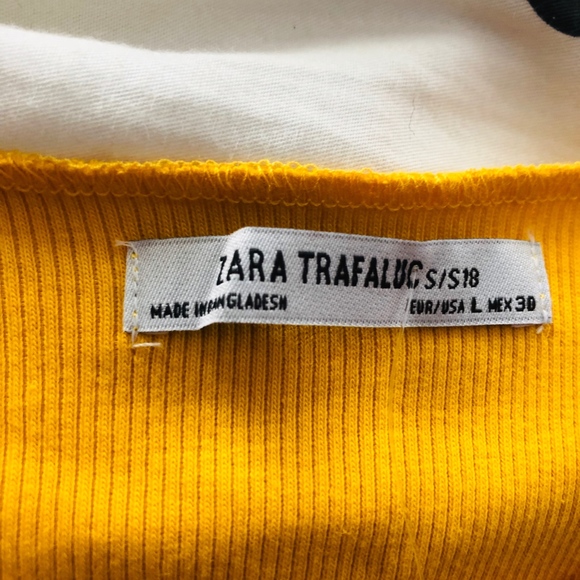 ZARA TRAFALUC S/S18
MADE IN BANGLADESH EUR/USA L MEX 30